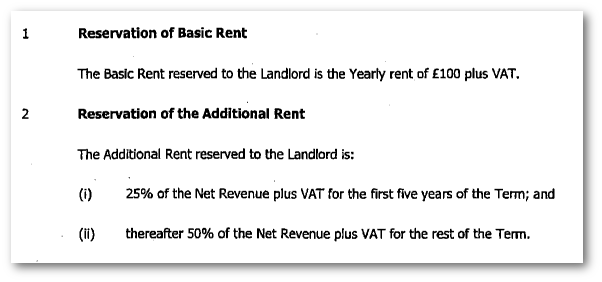 1 Reservation of Basic Rent
The Basic Rent reserved to the Landlord is the Yearly rent of £100 plus VAT.
2 Reservation of the Additional Rent
The Additional Rent reserved to the Landlord is:
(i) 25% of the Net Revenue plus VAT for the first five years of the Term; and
(ii) thereafter 50% of the Net Revenue plus VAT for the rest of the Term.